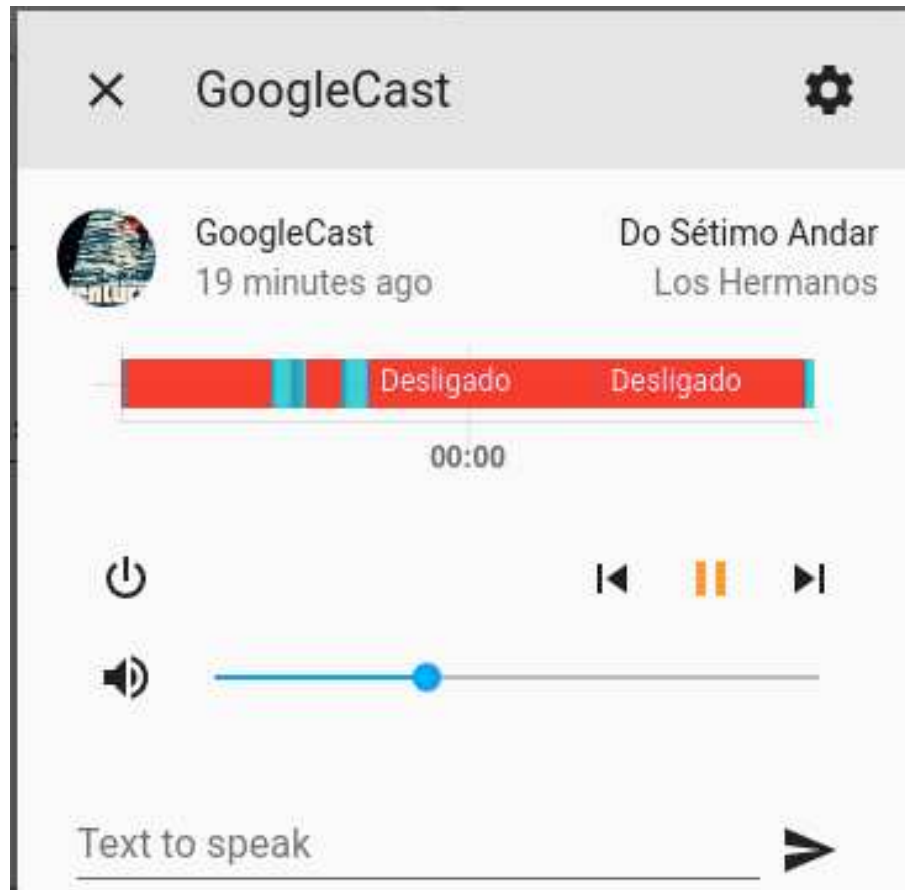 GoogleCast
GoogleCast
Do Sétimo Andar
19 minutes ago
Los Hermanos
Desligado
Desligado
00:00
Text to speak